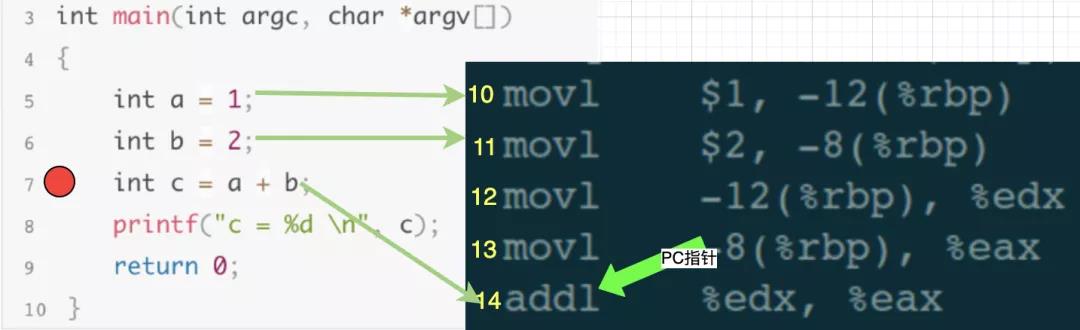 3 int main(int argc, char *argv[])
4 {
5 int a = 1;
6 int b = 2;
7 int c = a + b;
8 printf("c = %d \n", c);
9 return 0;
10 }
10 movl $1, -12(%rbp)
11 movl $2, -8(%rbp)
12 movl -12(%rbp), %edx
13 movl -8(%rbp), %eax
PC指针
14 addl %edx, %eax